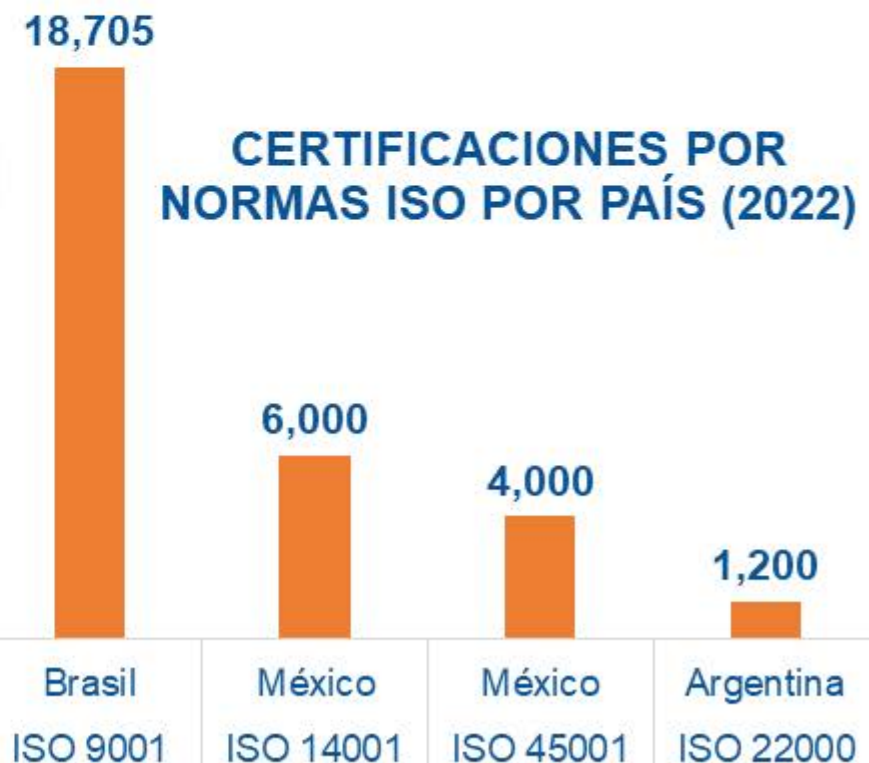 18,705
CERTIFICACIONES POR
NORMAS ISO POR PAÍS (2022)
6,000
4,000
1,200
Brasil México México Argentina
ISO 9001 ISO 14001 ISO 45001 ISO 22000